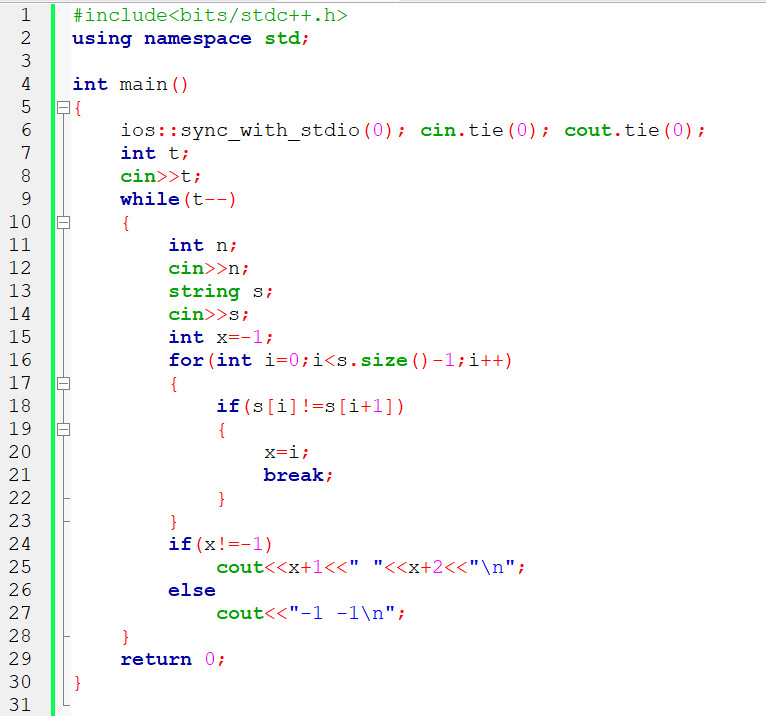 1 #include<bits/stdc++.h>
2 using namespace std;
3
4 int main()
5 {
6 ios::sync_with_stdio(0); cin.tie(0); cout.tie(0);
7 int t;
8 cin>>t;
9 while(t--)
10 {
11 int n;
12 cin>>n;
13 string s;
14 cin>>s;
15 int x=-1;
16 for(int i=0;i<s.size()-1;i++)
17 {
18 if(s[i]!=s[i+1])
19 {
20 x=i;
21 break;
22 }
23 }
24 if(x!=-1)
25 cout<<x+1<<" "<<x+2<<"\n";
26 else
27 cout<<"-1 -1\n";
28 }
29 return 0;
30 }
31